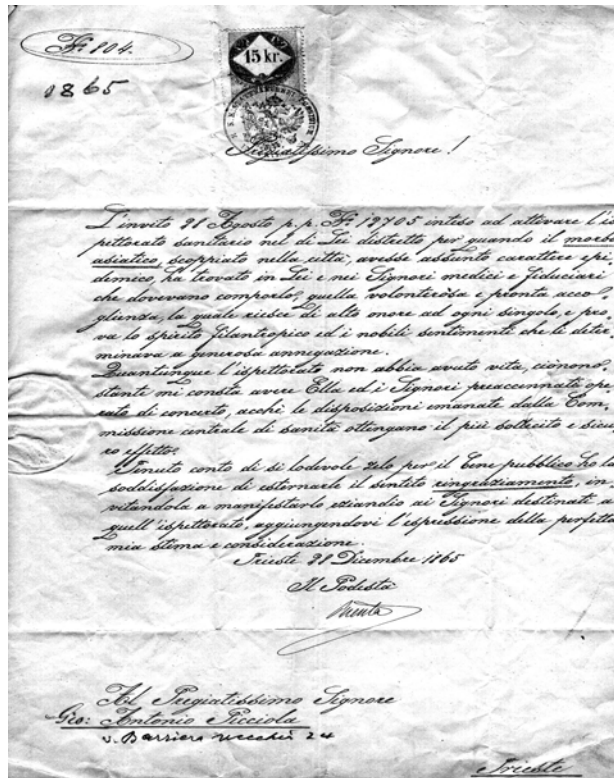 № 804.
1865
15 kr.
Pregiatissimo Signore!
L'invito 28 Agosto p. p. № 12705 inteso ad attivare l'is
pettorato sanitario nel di Lei distretto per quando il morbo
asiatico, scoppiato nella città, avesse assunto carattere epi,
demico, ha trovato in Lei e nei Signori medici e fiduciari
che dovevano comporlo, quella volonterosa e pronta acco,
glienza, la quale riesce di alto onore ad ogni singolo, e pro,
va lo spirito filantropico ed i nobili sentimenti che li deter,
minava a generosa annegazione.
Quantunque l'ispettorato non abbia avuto vita, ciònono,
stante mi consta avere Ella ed i Signori preaccennati ope,
rato di concerto, acchè le disposizioni emanate dalla Com,
missione centrale di sanità ottengano il più sollecito e sicu,
ro effetto.
Tenuto conto di sì lodevole zelo per il bene pubblico ho la
soddisfazione di esternarle il sentito ringraziamento, in,
vitandola a manifestarlo eziandio ai Signori destinati a
quell'ispettorato, aggiungendovi l'espressione della perfetta
mia stima e considerazione.
Trieste 28 Dicembre 1865
Il Podestà
Al Pregiatissimo Signore
Gio: Antonio Picciola
v. Barriera vecchia 24
Trieste